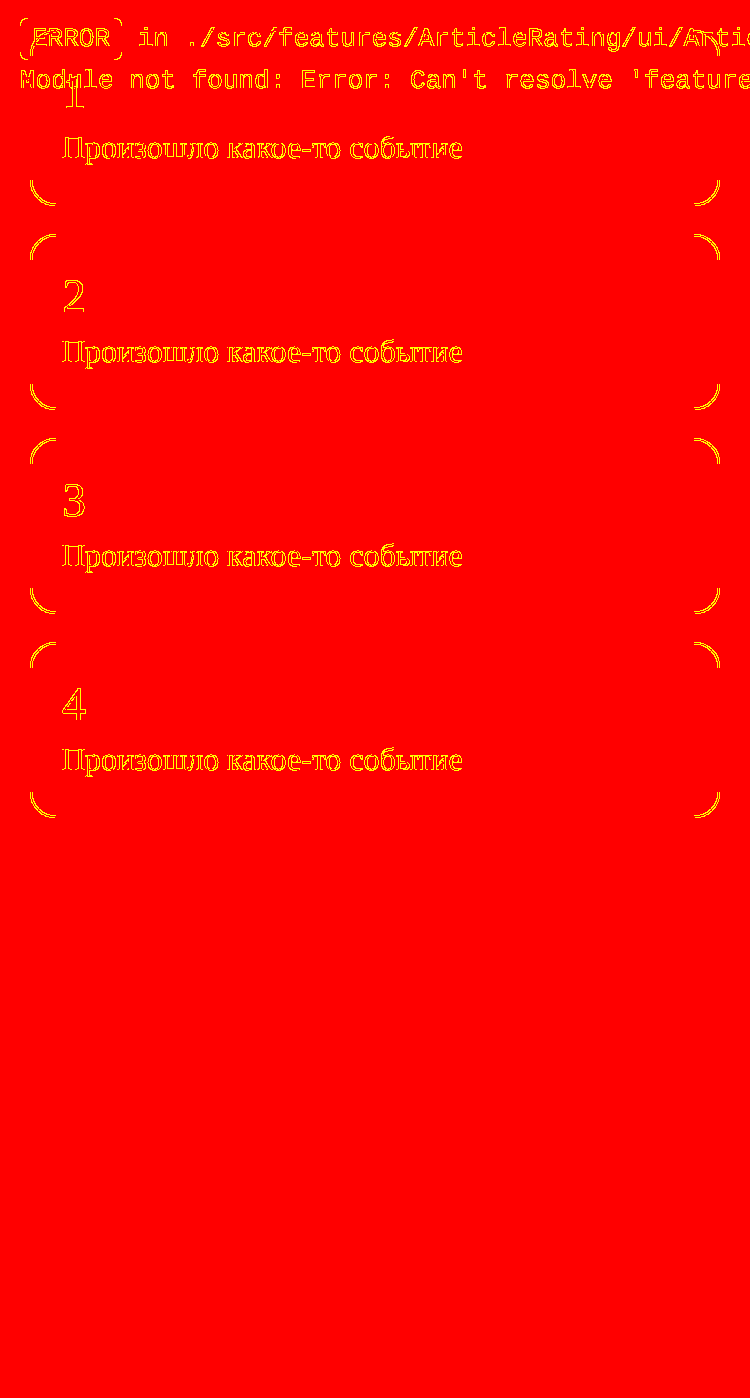 ERROR in ./src/features/ArticleRating/ui/Artic
Module not found: Error: Can't resolve 'feature
1
Произошло какое-то событие
2
Произошло какое-то событие
3
Произошло какое-то событие
4
Произошло какое-то событие